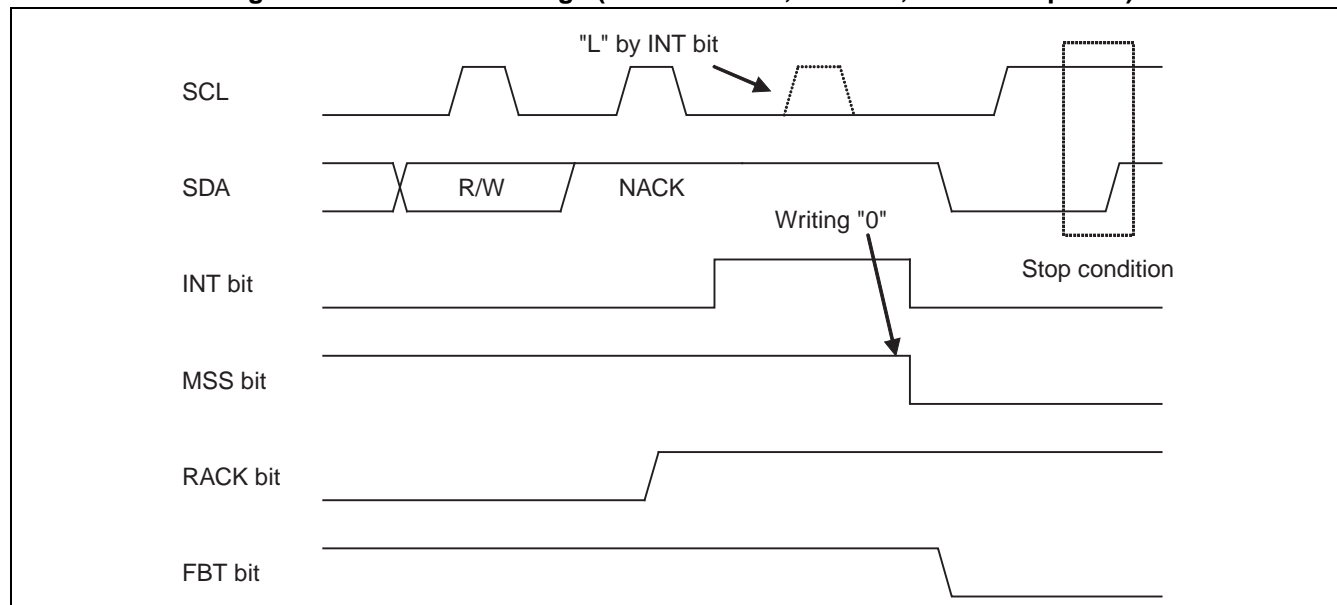 "L" by INT bit
SCL
SDA
R/W
NACK
Writing "0"
Stop condition
INT bit
MSS bit
RACK bit
FBT bit